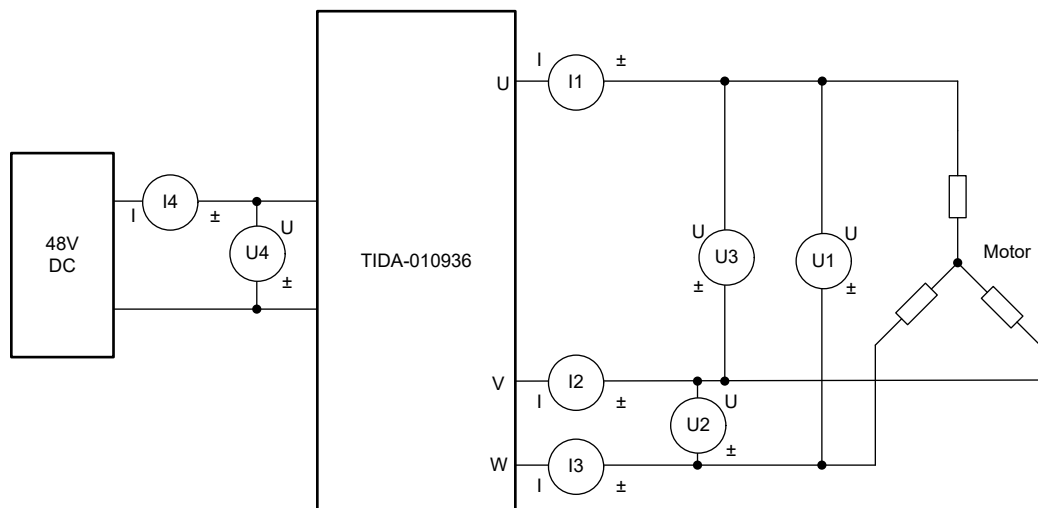 U
I
I1
±
48V
DC
I
I4
±
U
U4
±
TIDA-010936
U
U3
±
U
U1
±
Motor
V
I
I2
±
U
U2
±
W
I
I3
±